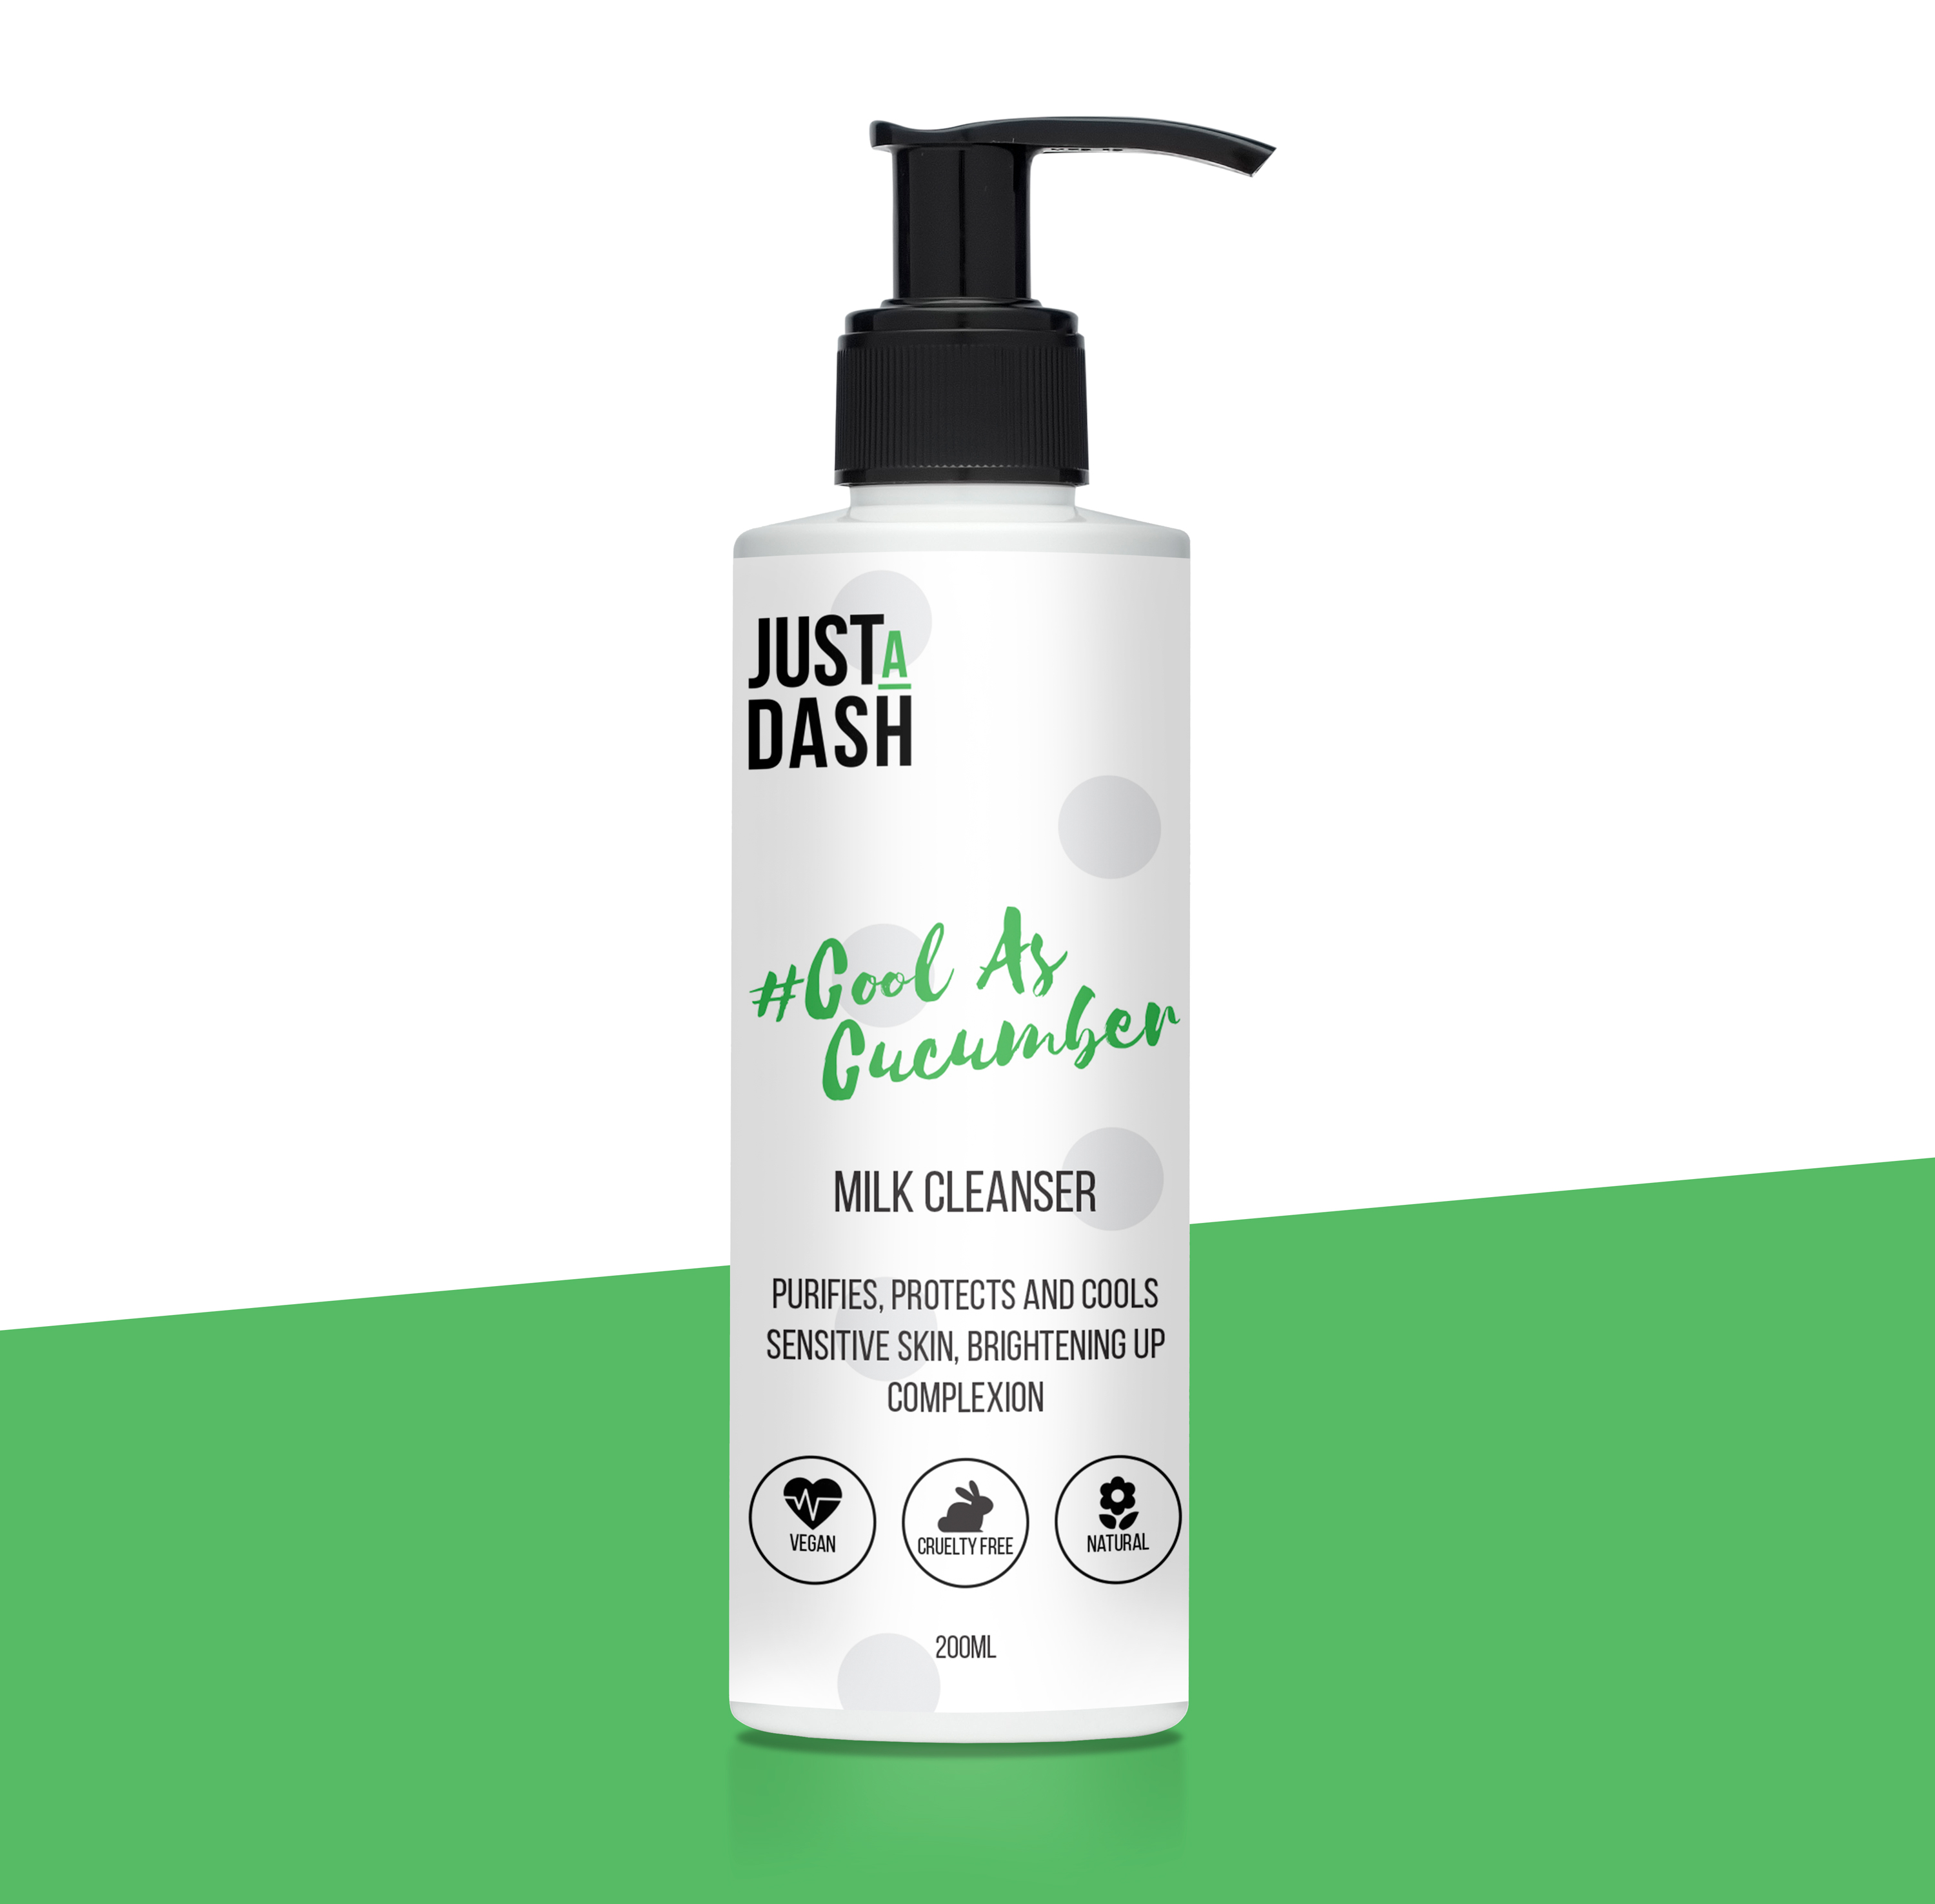 JUST A
DASH
#Cool As
Cucumber
MILK CLEANSER
PURIFIES, PROTECTS AND COOLS
SENSITIVE SKIN, BRIGHTENING UP
COMPLEXION
VEGAN
CRUELTY FREE
NATURAL
200ML